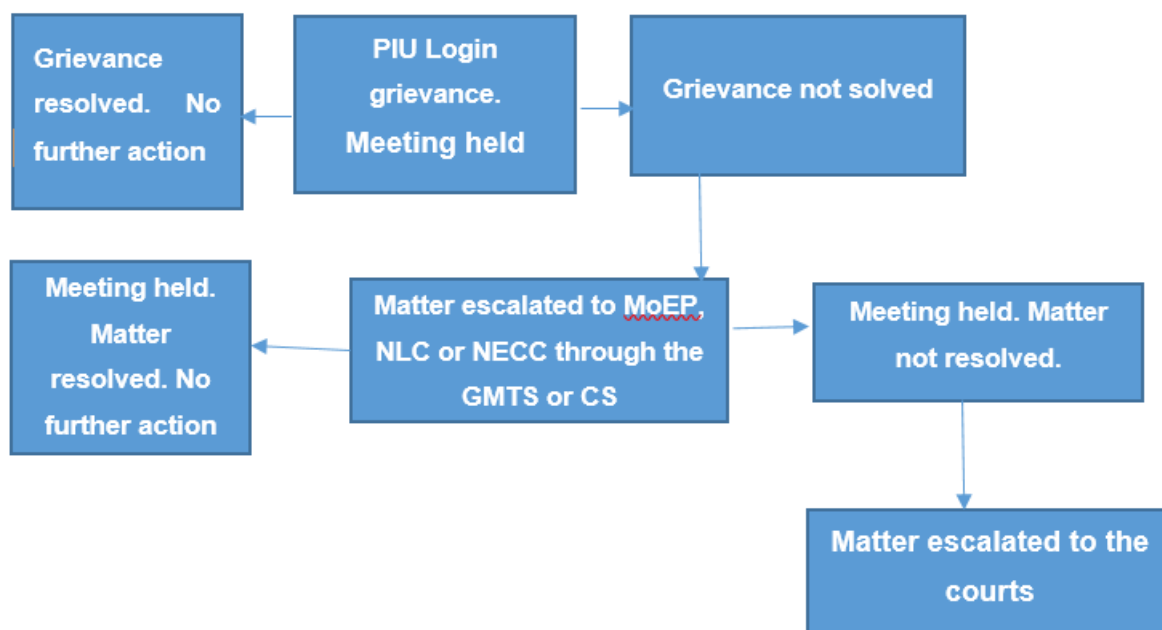 Grievance
resolved. No
further action
PIU Login
grievance.
Meeting held
Grievance not solved
Meeting held.
Matter
resolved. No
further action
Matter escalated to MoEP,
NLC or NECC through the
GMTS or CS
Meeting held. Matter
not resolved.
Matter escalated to the
courts